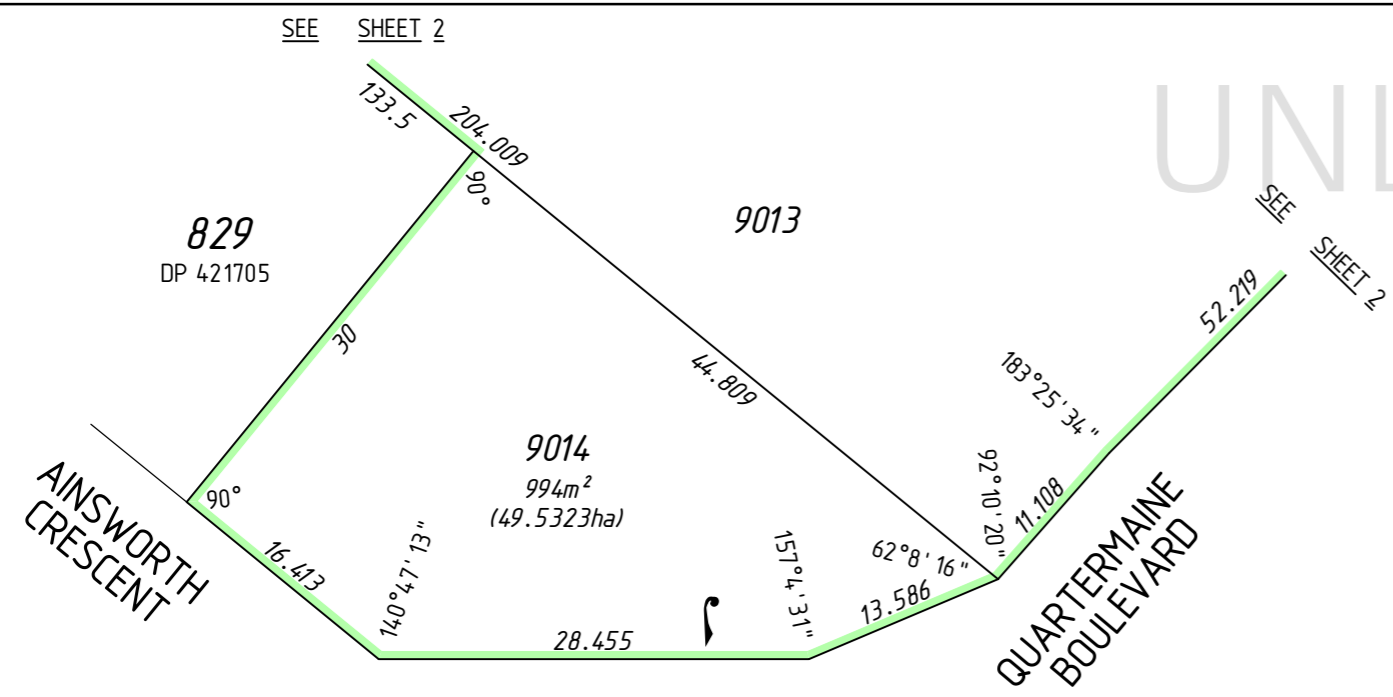 SEE SHEET 2
133.5
204.009
UNL
90°
829
DP 421705
9013
SEE SHEET 2
52.219
30
44.809
183°25'34"
9014
994m²
(49.5323ha)
90°
AINSWORTH
CRESCENT
16.413
140°47'13"
28.455
157°4'31"
62°8'16"
13.586
92°10'20"
11.108
QUARTERMAINE
BOULEVARD